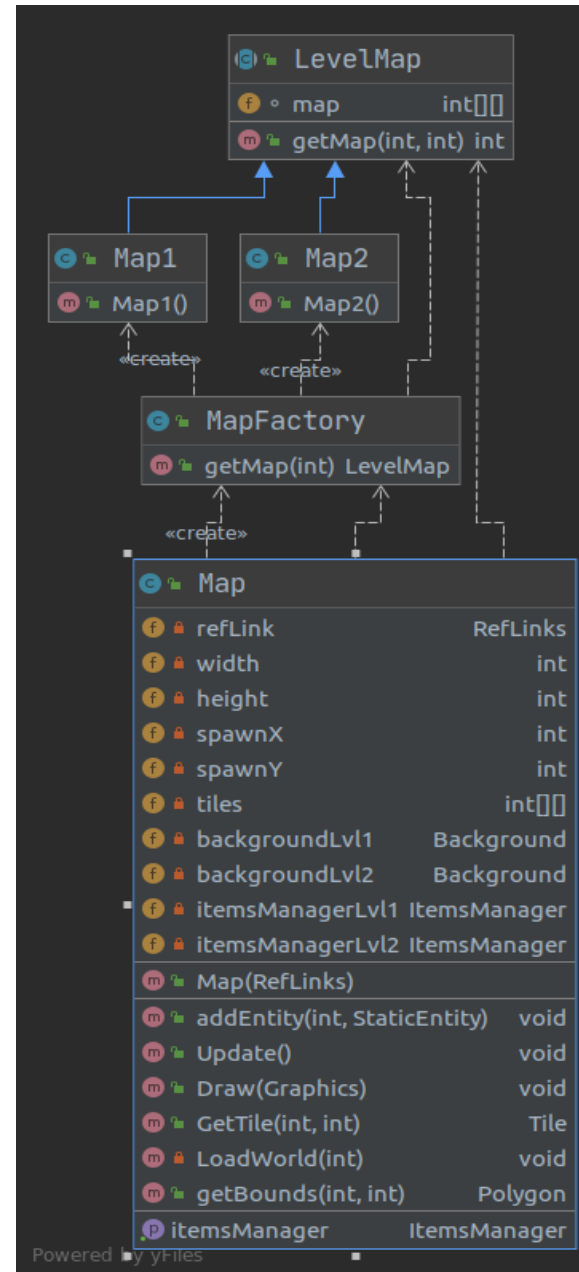 LevelMap
map int[][]
getMap(int, int) int
Map1
Map1()
Map2
Map2()
«create»
«create»
MapFactory
getMap(int) LevelMap
«create»
Map
refLink RefLinks
width int
height int
spawnX int
spawnY int
tiles int[][]
backgroundLvl1 Background
backgroundLvl2 Background
itemsManagerLvl1 ItemsManager
itemsManagerLvl2 ItemsManager
Map(RefLinks)
addEntity(int, StaticEntity) void
Update() void
Draw(Graphics) void
GetTile(int, int) Tile
LoadWorld(int) void
getBounds(int, int) Polygon
itemsManager ItemsManager
Powered by yFiles